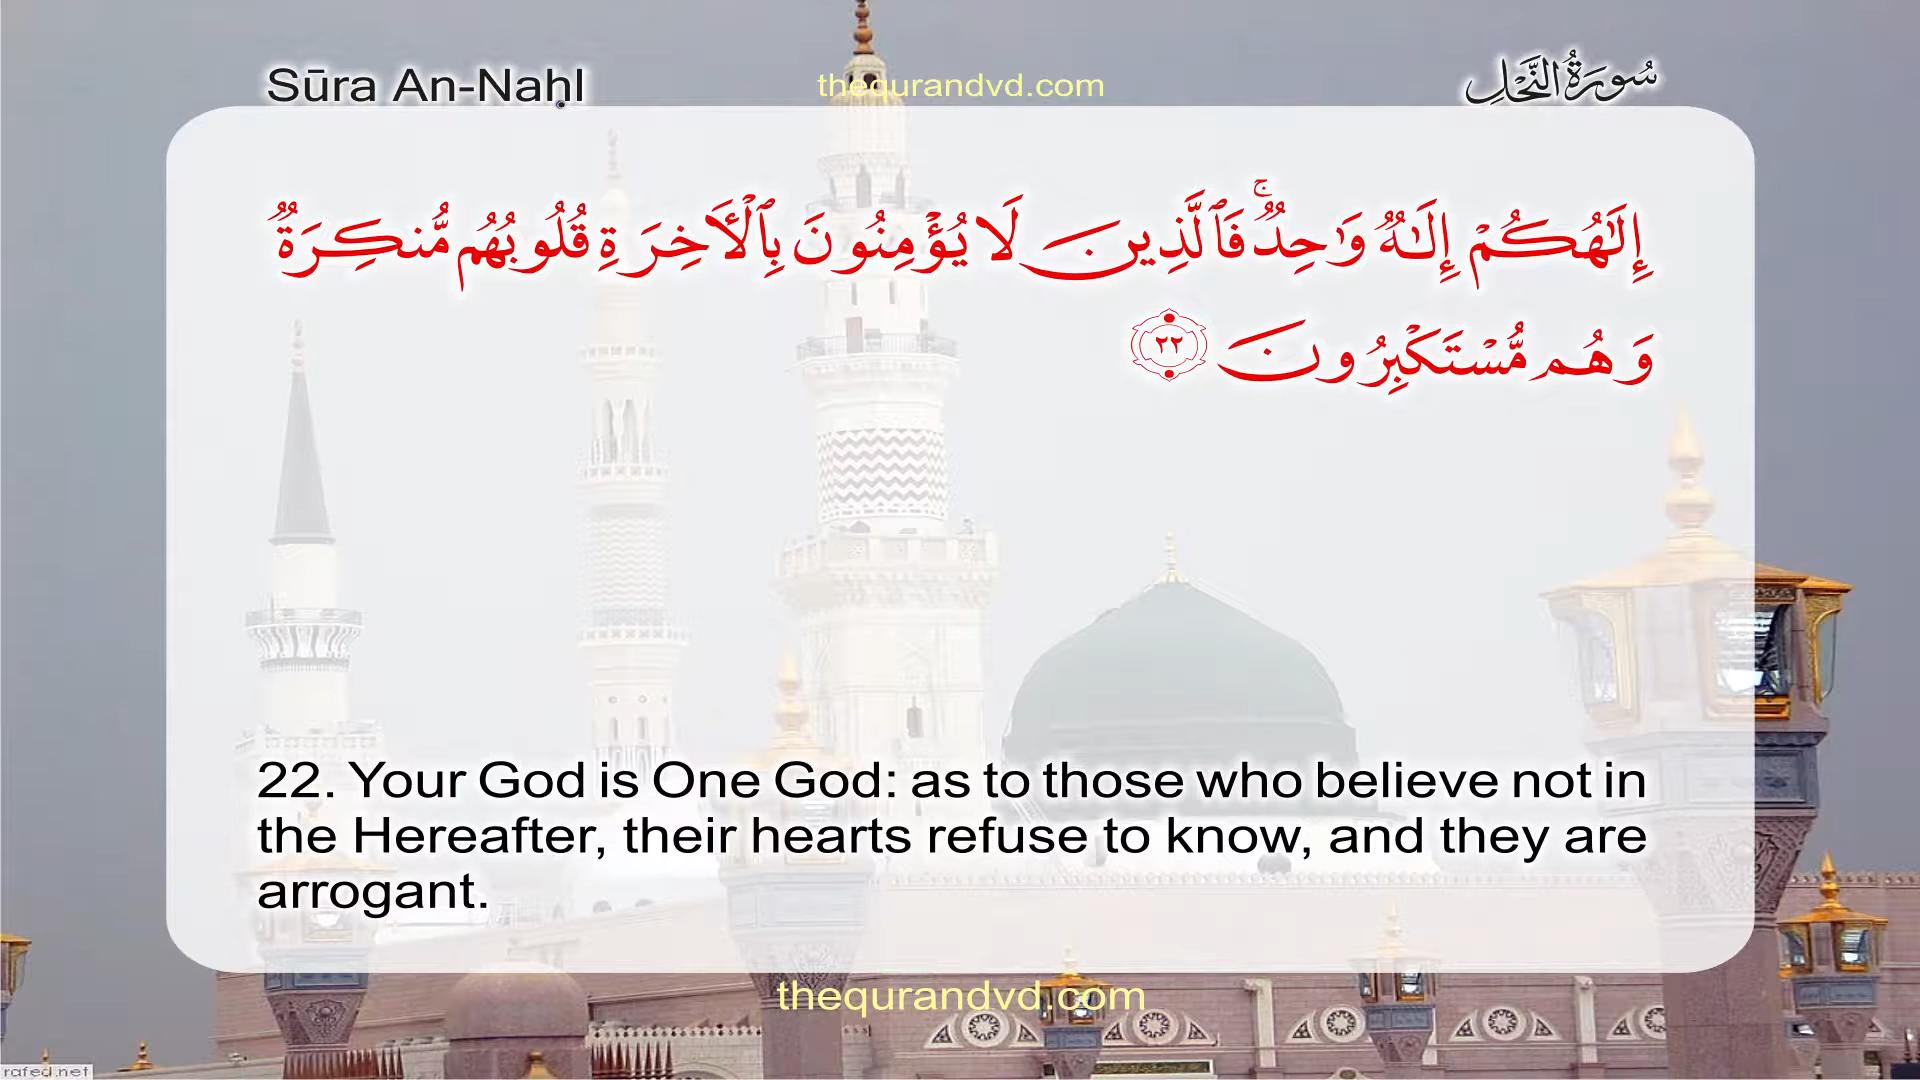 Sūra An-Naḥl
thequrandvd.com
سُورَةُ النَّحْلِ
إِلَـٰهُكُمْ إِلَـٰهٌ وَٰحِدٌ ۚ فَٱلَّذِينَ لَا يُؤْمِنُونَ بِٱلْـَٔاخِرَةِ قُلُوبُهُم مُّنكِرَةٌ
وَهُم مُّسْتَكْبِرُونَ ٢٢
22. Your God is One God: as to those who believe not in
the Hereafter, their hearts refuse to know, and they are
arrogant.
thequrandvd.com
rafed.net